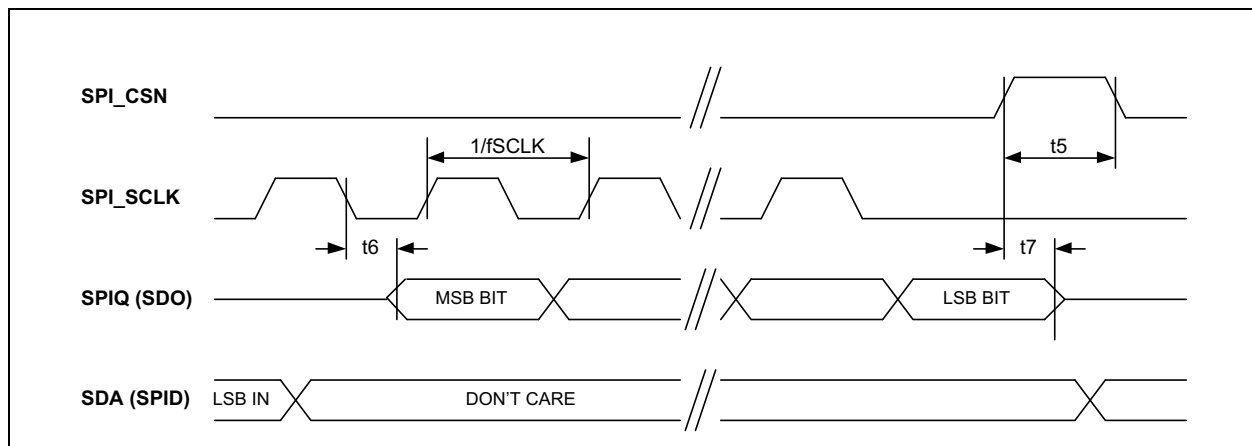 SPI_CSN
t5
1/fSCLK
SPI_SCLK
t6
t7
SPIQ (SDO)
MSB BIT
LSB BIT
SDA (SPID)
LSB IN
DON'T CARE